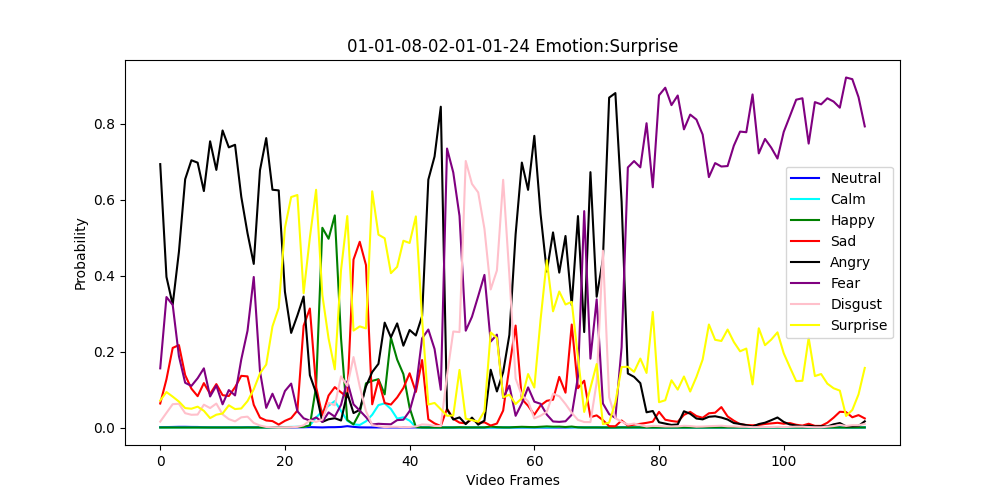 01-01-08-02-01-01-24 Emotion:Surprise
Probability
0.8
0.6
0.4
0.2
0.0
0 20 40 60 80 100
Video Frames
Neutral
Calm
Happy
Sad
Angry
Fear
Disgust
Surprise